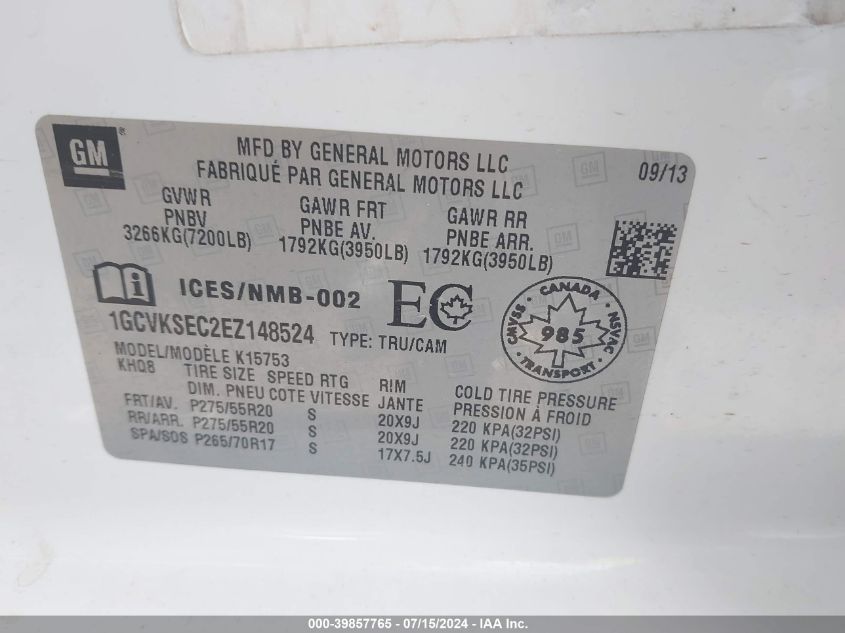 GM
MFD BY GENERAL MOTORS LLC
FABRIQUÉ PAR GENERAL MOTORS LLC
09/13
GVWR
PNBV
3266KG(7200LB)
GAWR FRT
PNBE AV.
1792KG(3950LB)
GAWR RR
PNBE ARR.
1792KG(3950LB)
ICES/NMB-002
EC
CANADA
CMVSS
985
NSVAC
TRANSPORT
1GCVKSEC2EZ148524 TYPE: TRU/CAM
MODEL/MODÈLE K15753
KHQ8 TIRE SIZE SPEED RTG RIM COLD TIRE PRESSURE
DIM. PNEU COTE VITESSE JANTE PRESSION À FROID
FRT/AV. P275/55R20 S 20X9J 220 KPA(32PSI)
RR/ARR. P275/55R20 S 20X9J 220 KPA(32PSI)
SPA/SOS P265/70R17 S 17X7.5J 240 KPA(35PSI)
000-39857765 - 07/15/2024 - IAA Inc.